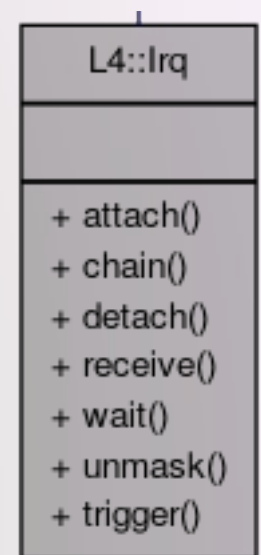 L4::Irq
+ attach()
+ chain()
+ detach()
+ receive()
+ wait()
+ unmask()
+ trigger()